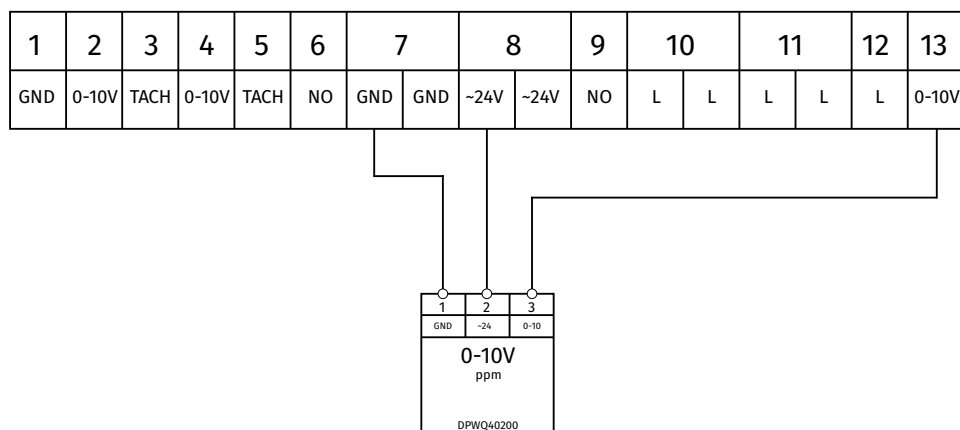 1 2 3 4 5 6 7 8 9 10 11 12 13
GND 0-10V TACH 0-10V TACH NO GND GND ~24V ~24V NO L L L L L 0-10V
1 2 3
GND ~24 0-10
0-10V
ppm
DPWQ40200